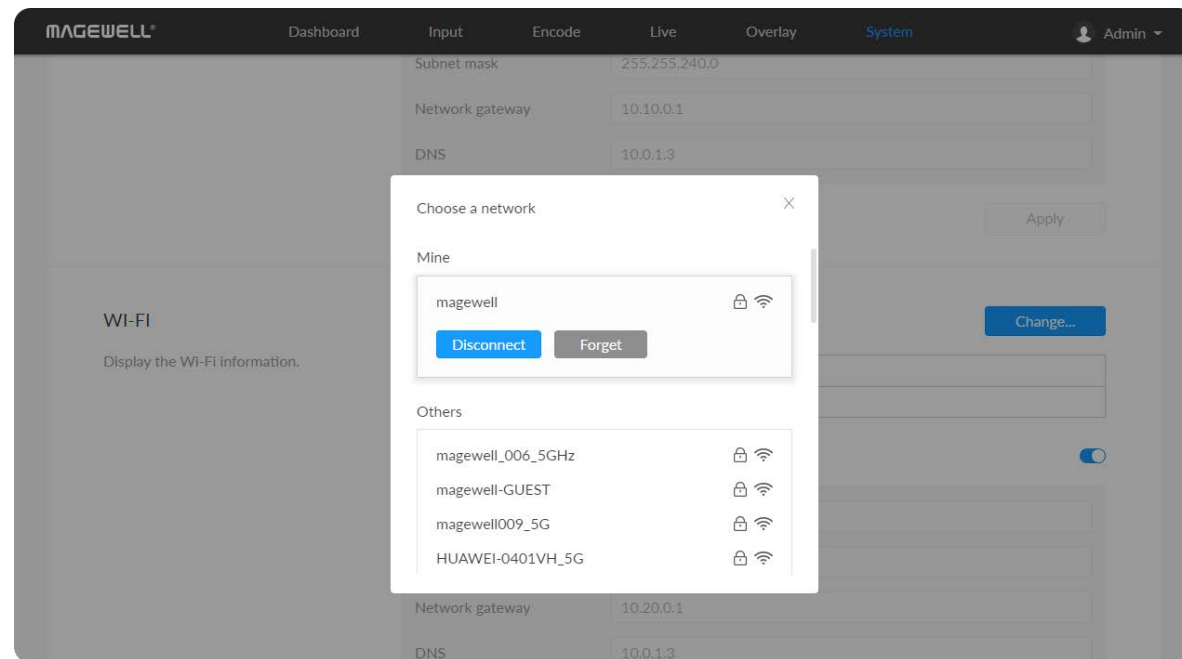 MAGEWELL® Dashboard Input Encode Live Overlay System Admin
Subnet mask 255.255.240.0
Network gateway 10.10.0.1
DNS 10.0.1.3
Apply
Choose a network
Mine
magewell
Disconnect Forget
Others
magewell_006_5GHz
magewell-GUEST
magewell009_5G
HUAWEI-0401VH_5G
WI-FI
Display the Wi-Fi information.
Change...
Network gateway 10.20.0.1
DNS 10.0.1.3